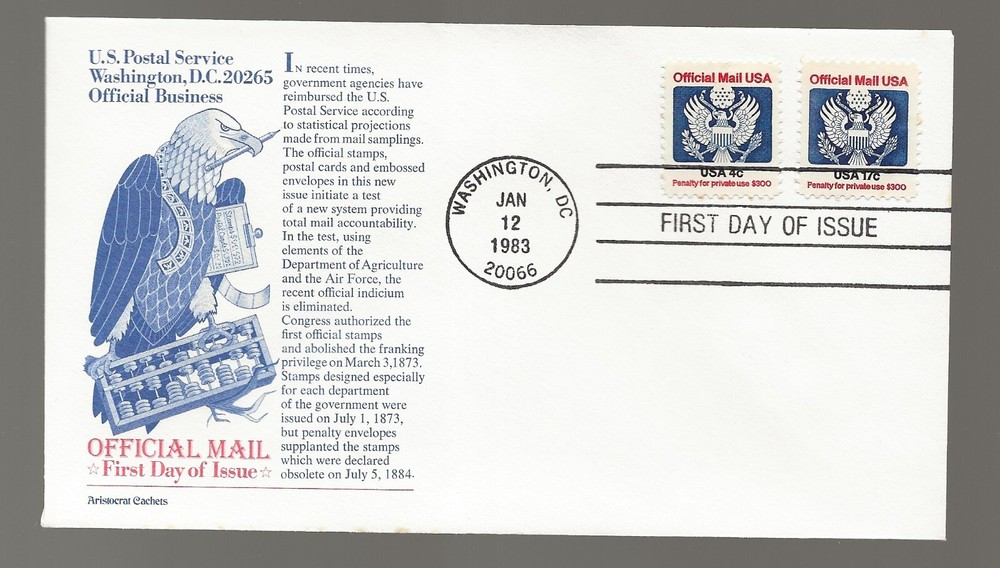 U.S. Postal Service
Washington, D.C. 20265
Official Business
IN recent times,
government agencies have
reimbursed the U.S.
Postal Service according
to statistical projections
made from mail samplings.
The official stamps,
postal cards and embossed
envelopes in this new
issue initiate a test
of a new system providing
total mail accountability.
In the test, using
elements of the
Department of Agriculture
and the Air Force, the
recent official indicium
is eliminated.
Congress authorized the
first official stamps
and abolished the franking
privilege on March 3, 1873.
Stamps designed especially
for each department
of the government were
issued on July 1, 1873,
but penalty envelopes
supplanted the stamps
which were declared
obsolete on July 5, 1884.
OFFICIAL MAIL
☆First Day of Issue☆
Aristocrat Cachets
WASHINGTON, DC
JAN
12
1983
20066
Official Mail USA
USA 4c
Penalty for private use $300
Official Mail USA
USA 17c
Penalty for private use $300
FIRST DAY OF ISSUE